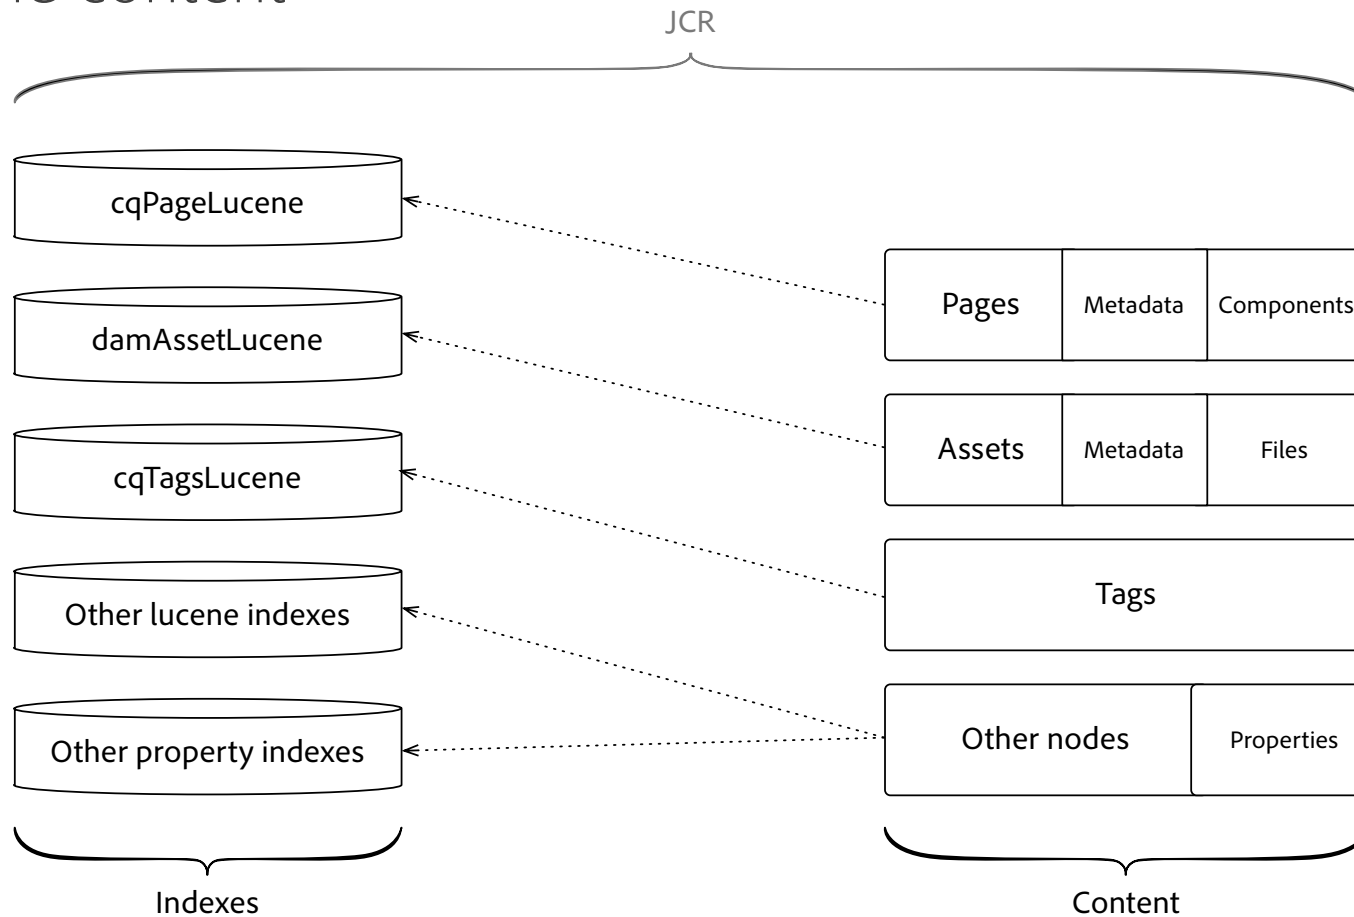 content
JCR
cqPageLucene
damAssetLucene
cqTagsLucene
Other lucene indexes
Other property indexes
Indexes
Pages
Metadata
Components
Assets
Metadata
Files
Tags
Other nodes
Properties
Content